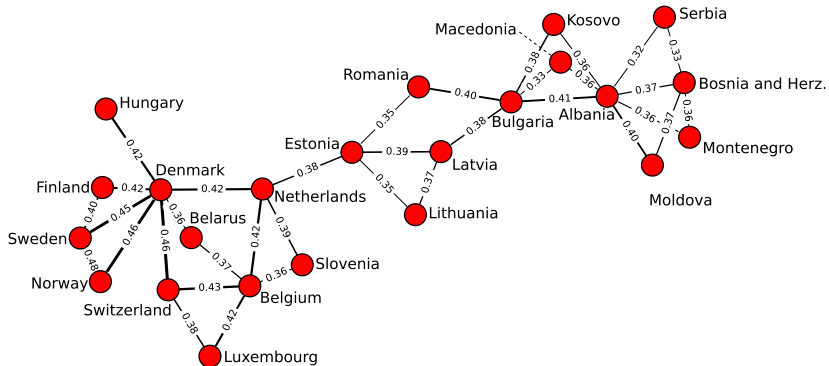 Serbia
Kosovo
Macedonia
0.32
0.33
0.38
0.36
0.33
0.36
Romania
0.40
0.41
0.37
Bosnia and Herz.
Hungary
Bulgaria
Albania
0.36
0.36
0.35
0.38
0.40
0.37
Montenegro
0.42
Estonia
0.39
Latvia
Denmark
0.38
0.35
0.37
Moldova
Finland
0.42
0.42
Netherlands
0.40
0.45
0.36
Belarus
Lithuania
Sweden
0.46
0.46
0.42
0.39
0.48
0.37
0.36
Slovenia
Norway
0.43
Belgium
Switzerland
0.38
0.42
Luxembourg